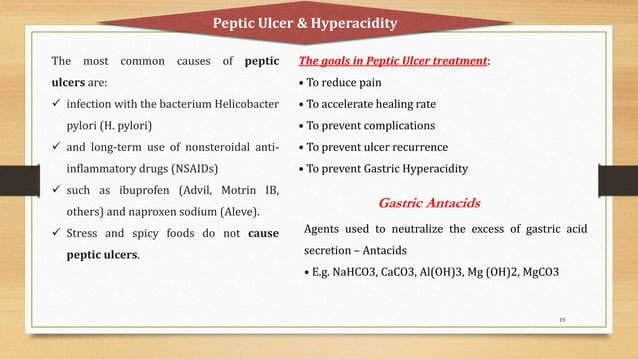 Peptic Ulcer & Hyperacidity
The most common causes of peptic
ulcers are:
✓ infection with the bacterium Helicobacter
pylori (H. pylori)
✓ and long-term use of nonsteroidal anti-
inflammatory drugs (NSAIDs)
✓ such as ibuprofen (Advil, Motrin IB,
others) and naproxen sodium (Aleve).
✓ Stress and spicy foods do not cause
peptic ulcers.
The goals in Peptic Ulcer treatment:
• To reduce pain
• To accelerate healing rate
• To prevent complications
• To prevent ulcer recurrence
• To prevent Gastric Hyperacidity
Gastric Antacids
Agents used to neutralize the excess of gastric acid
secretion – Antacids
• E.g. NaHCO3, CaCO3, Al(OH)3, Mg (OH)2, MgCO3
19